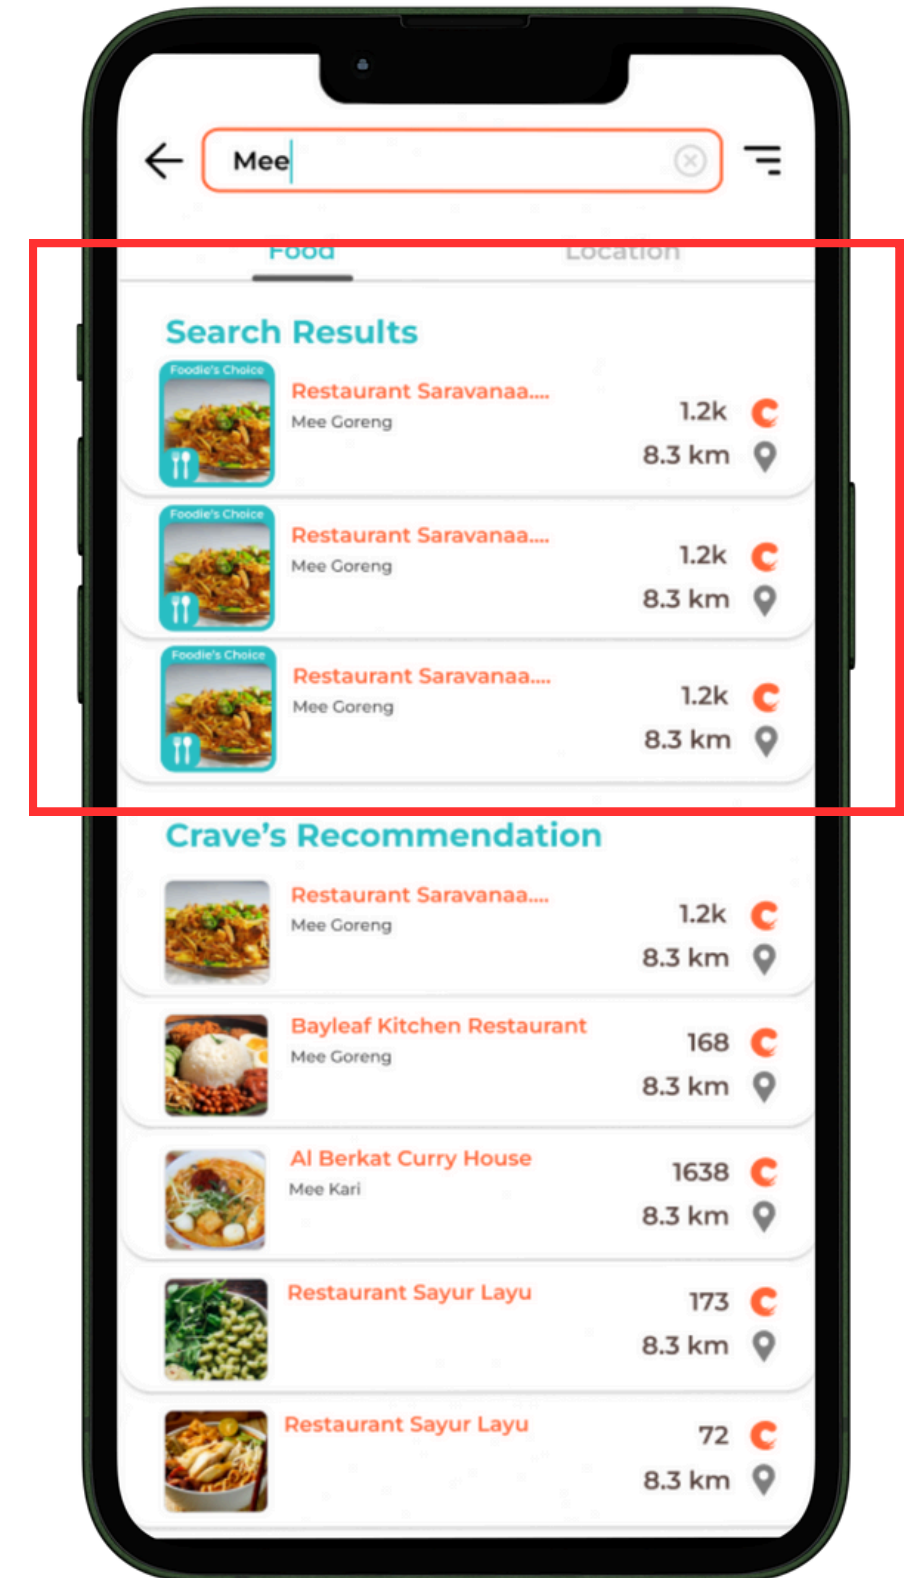 Mee
Food Location
Search Results
Foodie's Choice
Restaurant Saravanaa....
Mee Goreng
1.2k
8.3 km
Foodie's Choice
Restaurant Saravanaa....
Mee Goreng
1.2k
8.3 km
Foodie's Choice
Restaurant Saravanaa....
Mee Goreng
1.2k
8.3 km
Crave's Recommendation
Restaurant Saravanaa....
Mee Goreng
1.2k
8.3 km
Bayleaf Kitchen Restaurant
Mee Goreng
168
8.3 km
Al Berkat Curry House
Mee Kari
1638
8.3 km
Restaurant Sayur Layu
173
8.3 km
Restaurant Sayur Layu
72
8.3 km